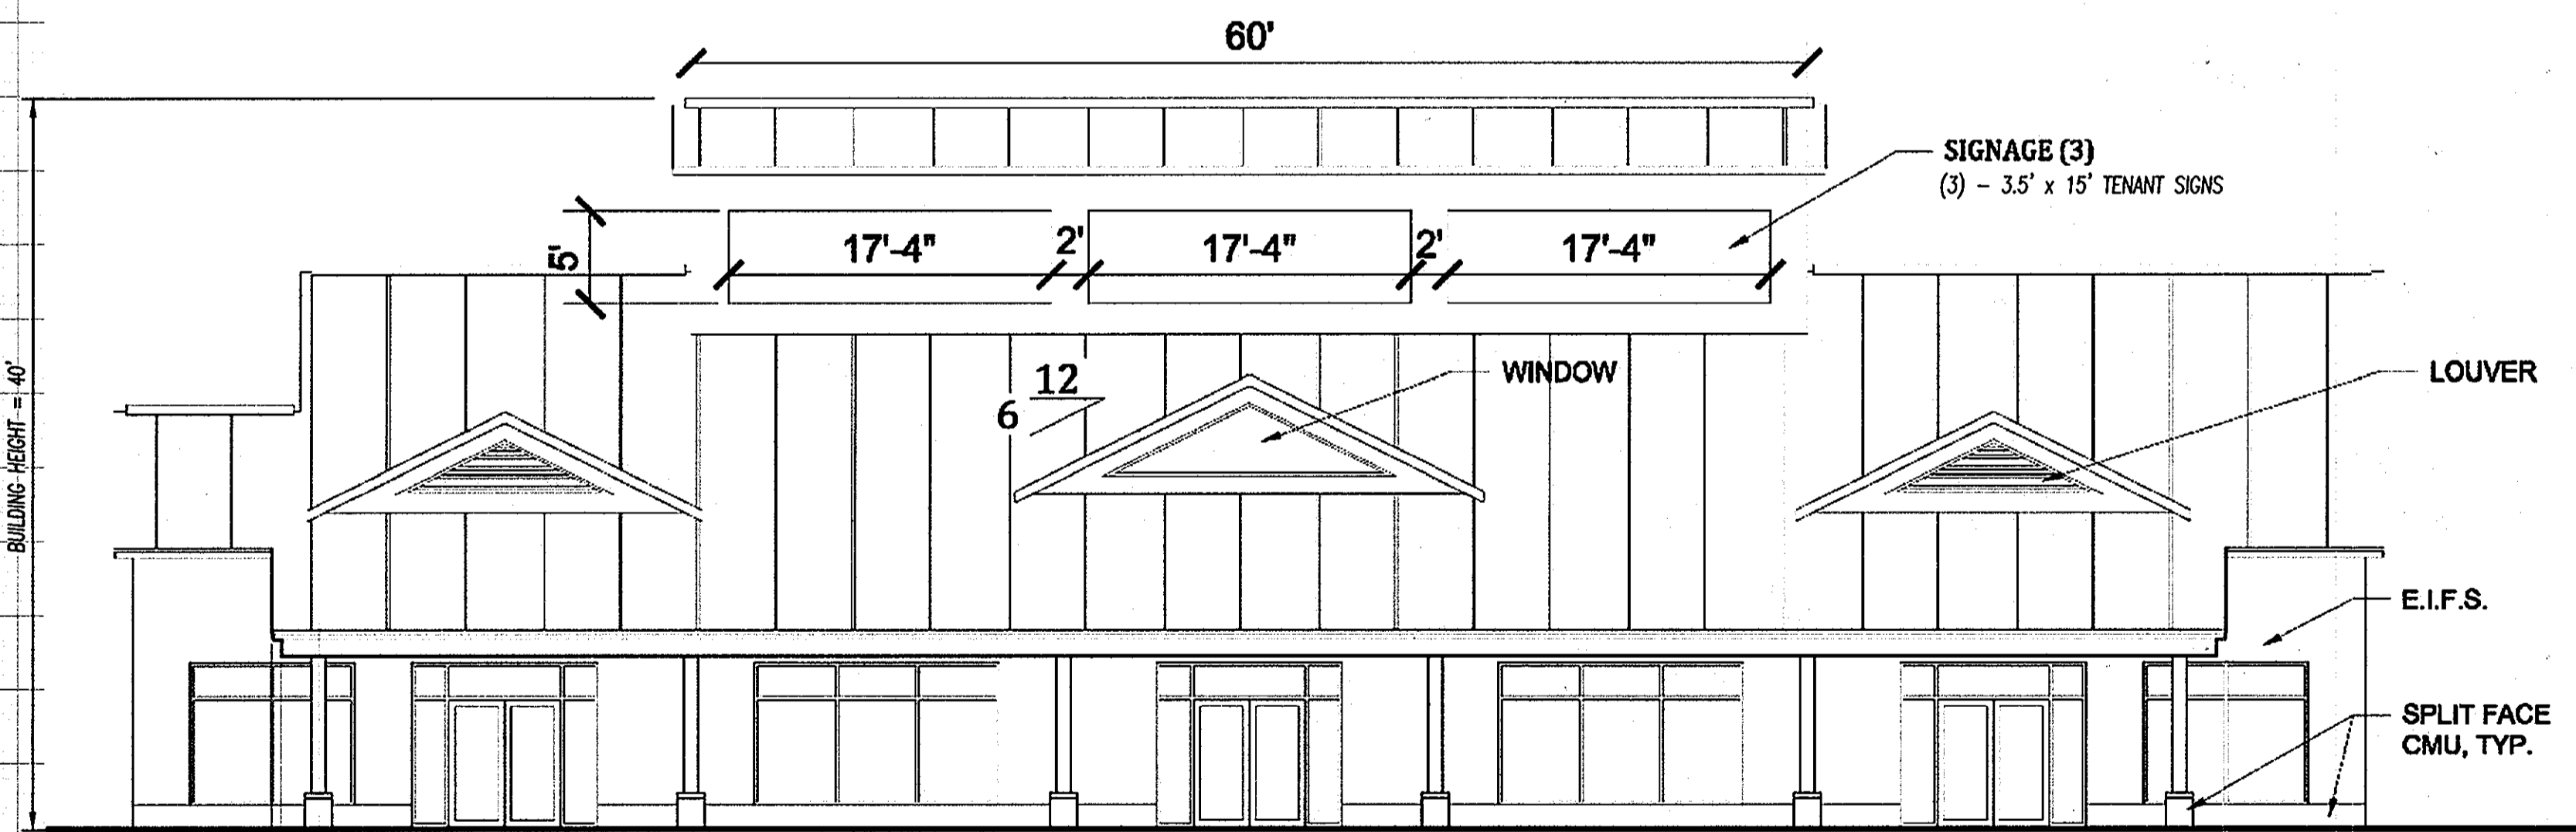 60'
SIGNAGE (3)
(3) – 3.5' x 15' TENANT SIGNS
5'
17'-4"
2'
17'-4"
2'
17'-4"
BUILDING HEIGHT = 40'
12
6
WINDOW
LOUVER
E.I.F.S.
SPLIT FACE
CMU, TYP.